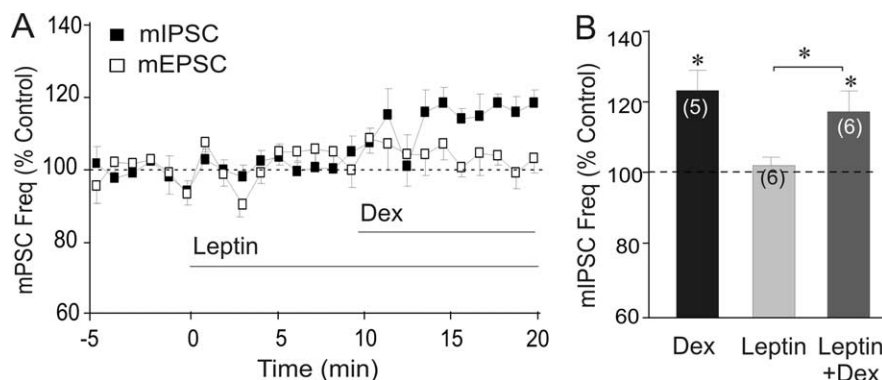 A
mIPSC
mEPSC
mPSC Freq (% Control)
140
120
100
80
60
Dex
Leptin
-5
0
5
10
15
20
Time (min)
B
mIPSC Freq (% Control)
140
120
100
80
60
*
*
*
(5)
(6)
(6)
Dex
Leptin
Leptin
+Dex